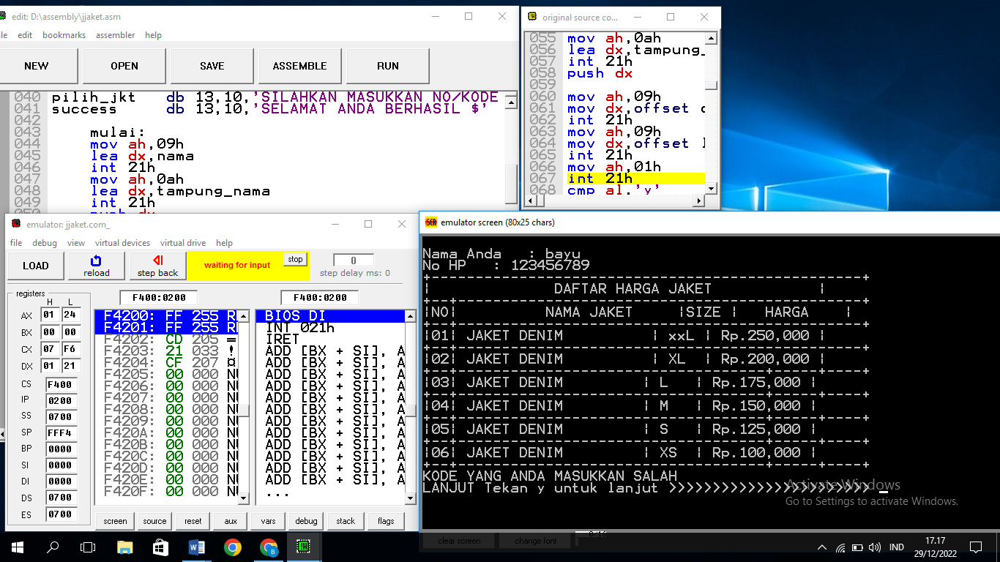 edit: D:\assembly\jjaket.asm
edit bookmarks assembler help
NEW OPEN SAVE ASSEMBLE RUN
040 pilih_jkt db 13,10,'SILAHKAN MASUKKAN NO/KODE
041 success db 13,10,'SELAMAT ANDA BERHASIL $'
042
043 mulai:
044 mov ah,09h
045 lea dx,nama
046 int 21h
047 mov ah,0ah
048 lea dx,tampung_nama
049 int 21h
original source co...
055 mov ah,0ah
056 lea dx,tampung_
057 int 21h
058 push dx
059
060 mov ah,09h
061 mov dx,offset
062 int 21h
063 mov ah,09h
064 mov dx,offset
065 int 21h
066 mov ah,01h
067 int 21h
068 cmp al,'y'
emulator: jjaket.com_
file debug view virtual devices virtual drive help
LOAD reload step back waiting for input stop 0
step delay ms: 0
registers
H L
F400:0200 F400:0200
AX 01 24
BX 00 00
CX 07 F6
DX 01 21
CS F400
IP 0200
SS 0700
SP FFF4
BP 0000
SI 0000
DI 0000
DS 0700
ES 0700
F4200: FF 255
F4201: FF 255
F4202: CD 205 =
F4203: 21 033 !
F4204: CF 207 ¤
F4205: 00 000
F4206: 00 000
F4207: 00 000
F4208: 00 000
F4209: 00 000
F420A: 00 000
F420B: 00 000
F420C: 00 000
F420D: 00 000
F420E: 00 000
F420F: 00 000
BIOS DI
INT 021h
IRET
ADD [BX + SI], A
ADD [BX + SI], A
ADD [BX + SI], A
ADD [BX + SI], A
ADD [BX + SI], A
ADD [BX + SI], A
ADD [BX + SI], A
ADD [BX + SI], A
ADD [BX + SI], A
ADD [BX + SI], A
ADD [BX + SI], A
ADD [BX + SI], A
...
screen source reset aux vars debug stack flags
emulator screen (80x25 chars)
Nama Anda : bayu
No HP : 123456789
+-------------------------------------------------+
| DAFTAR HARGA JAKET |
+--+-------------------------+------+-----+-------+
|NO| NAMA JAKET |SIZE | HARGA |
+--+-------------------------+------+-----+-------+
|01| JAKET DENIM | xxL | Rp.250,000 |
+--+-------------------------+------+-----+-------+
|02| JAKET DENIM | XL | Rp.200,000 |
+--+-------------------------+------+-----+-------+
|03| JAKET DENIM | L | Rp.175,000 |
+--+-------------------------+------+-----+-------+
|04| JAKET DENIM | M | Rp.150,000 |
+--+-------------------------+------+-----+-------+
|05| JAKET DENIM | S | Rp.125,000 |
+--+-------------------------+------+-----+-------+
|06| JAKET DENIM | XS | Rp.100,000 |
+--+-------------------------+------+-----+-------+
KODE YANG ANDA MASUKKAN SALAH
LANJUT Tekan y untuk lanjut >>>>>>>>>>>>>>>>>>>>>>> _
Activate Windows
Go to Settings to activate Windows.
clear screen change font 0/16
IND
17.17
29/12/2022